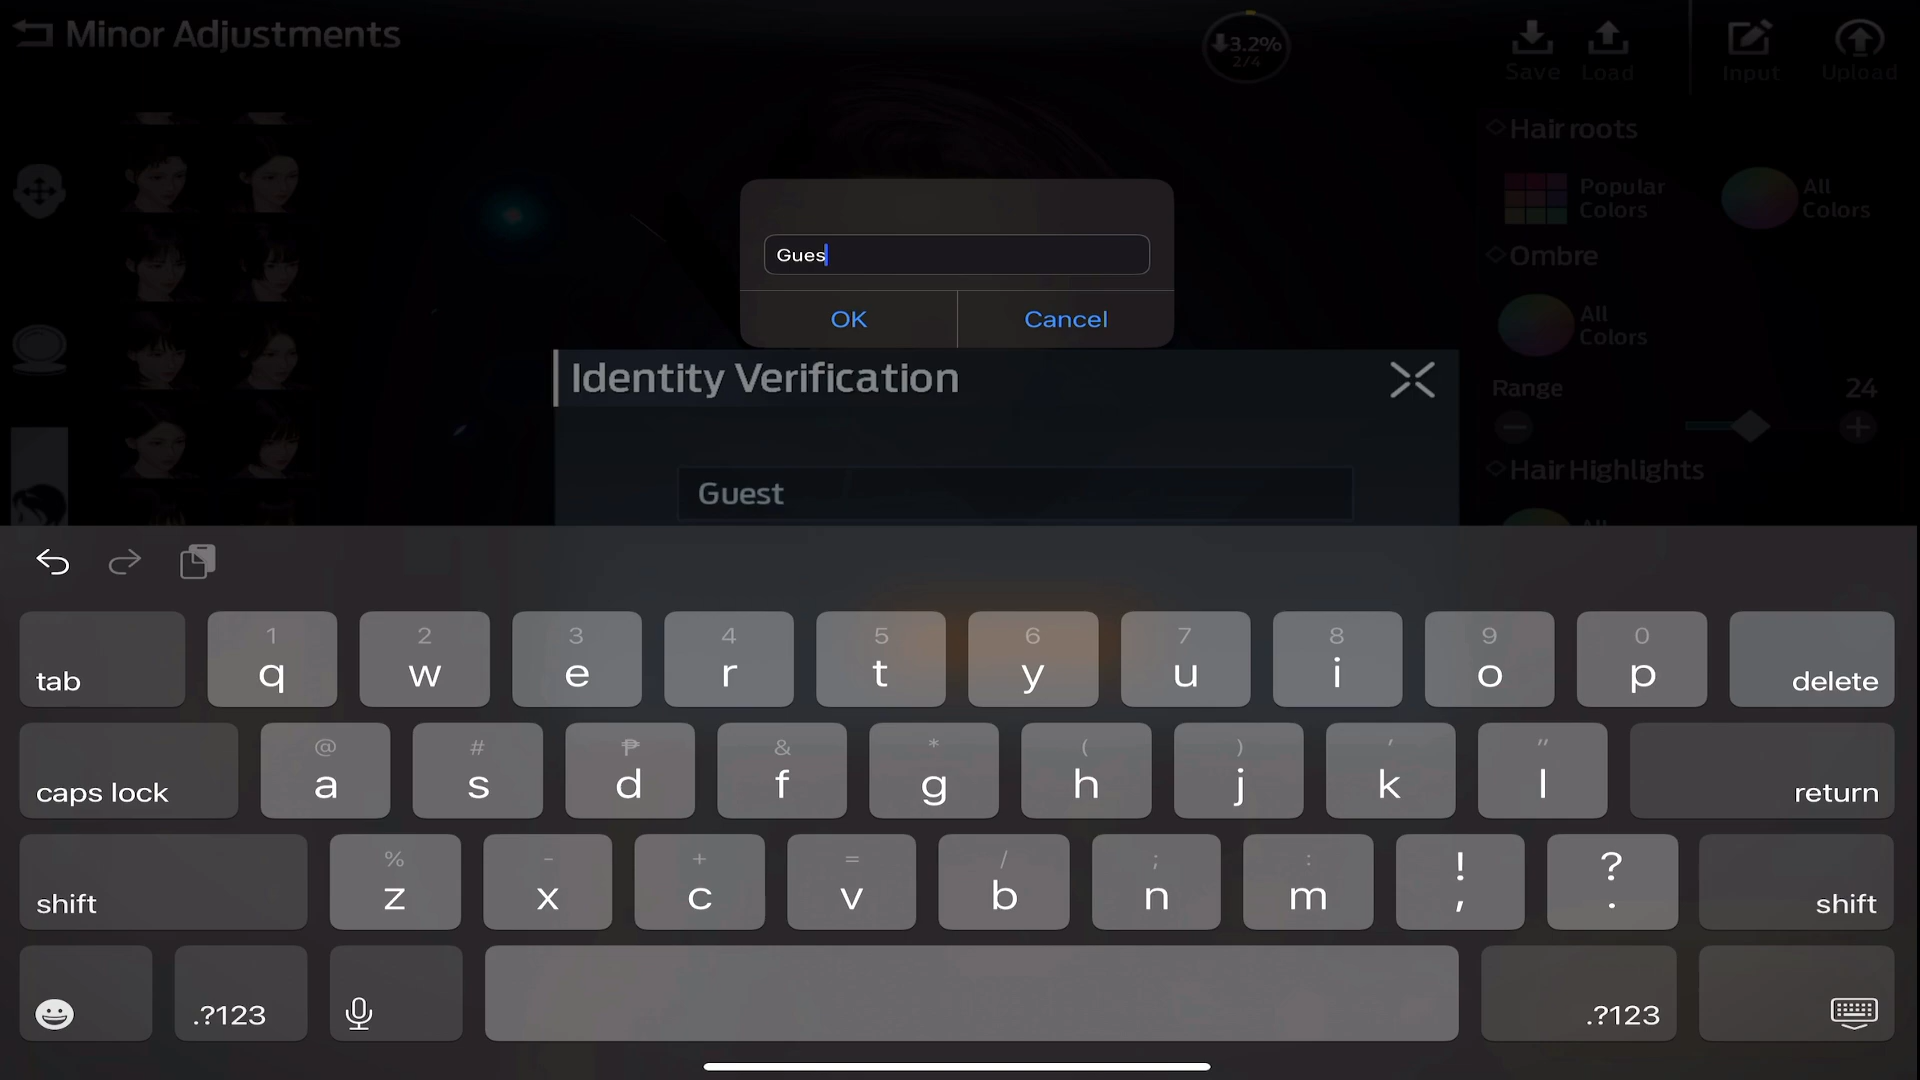 Minor Adjustments
3.2%
2/4
Save
Load
Input
Upload
Hair roots
Popular
Colors
All
Colors
Ombre
All
Colors
Range
24
Hair Highlights
All
Gues
OK
Cancel
Identity Verification
Guest
tab
1
q
2
w
3
e
4
r
5
t
6
y
7
u
8
i
9
o
0
p
delete
caps lock
@
a
#
s
₱
d
&
f
*
g
(
h
)
j
'
k
"
l
return
shift
%
z
-
x
+
c
=
v
/
b
;
n
:
m
!
,
?
.
shift
.?123
.?123